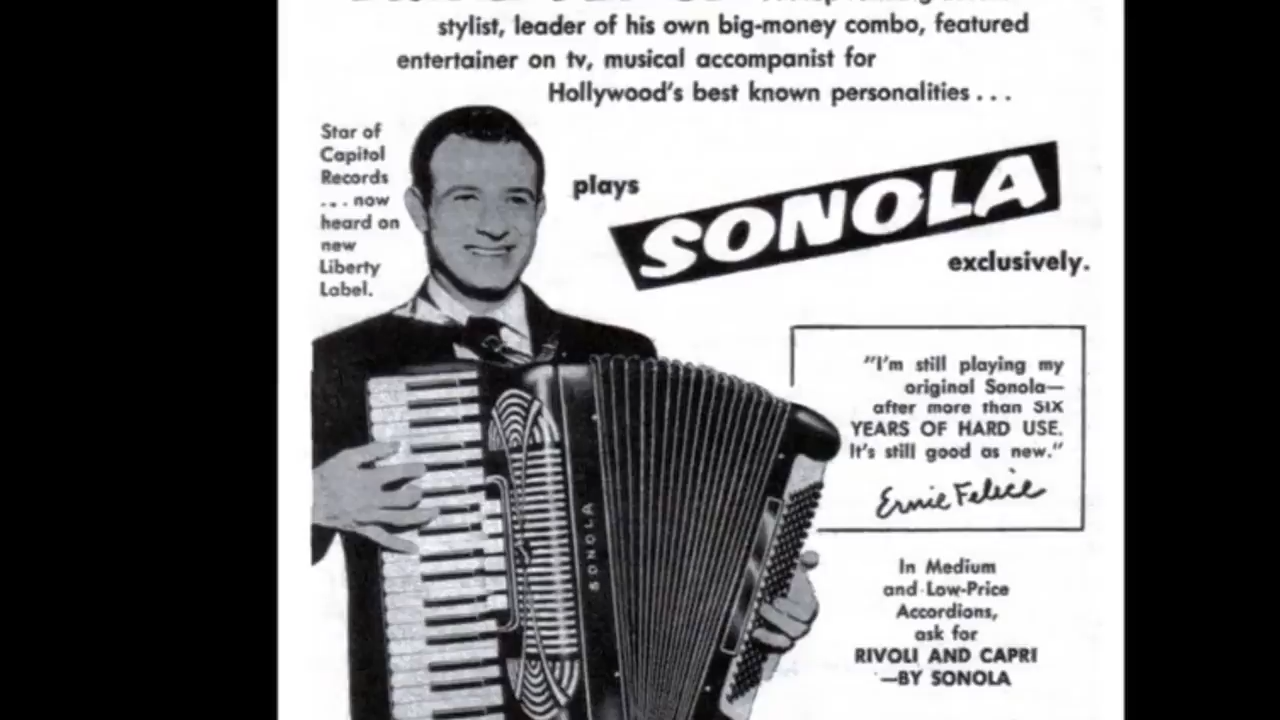 stylist, leader of his own big-money combo, featured
entertainer on tv, musical accompanist for
Hollywood's best known personalities...
Star of
Capitol
Records
...now
heard on
new
Liberty
Label.
plays
SONOLA
exclusively.
"I'm still playing my
original Sonola—
after more than SIX
YEARS OF HARD USE.
It's still good as new."
Ernie Felice
SONOLA
In Medium
and Low-Price
Accordions,
ask for
RIVOLI AND CAPRI
—BY SONOLA